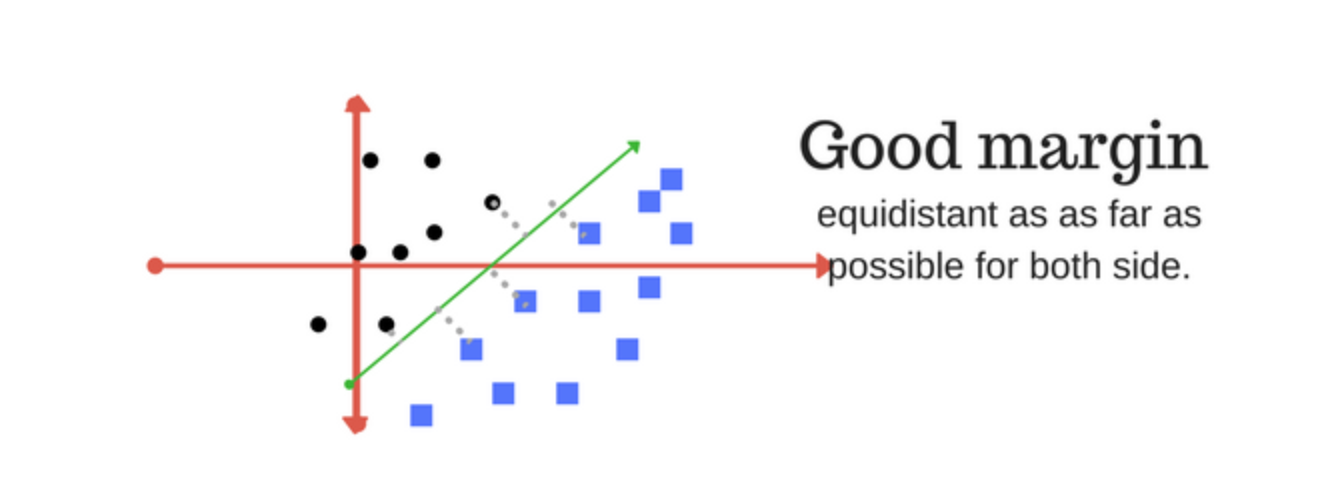 Good margin
equidistant as as far as
possible for both side.